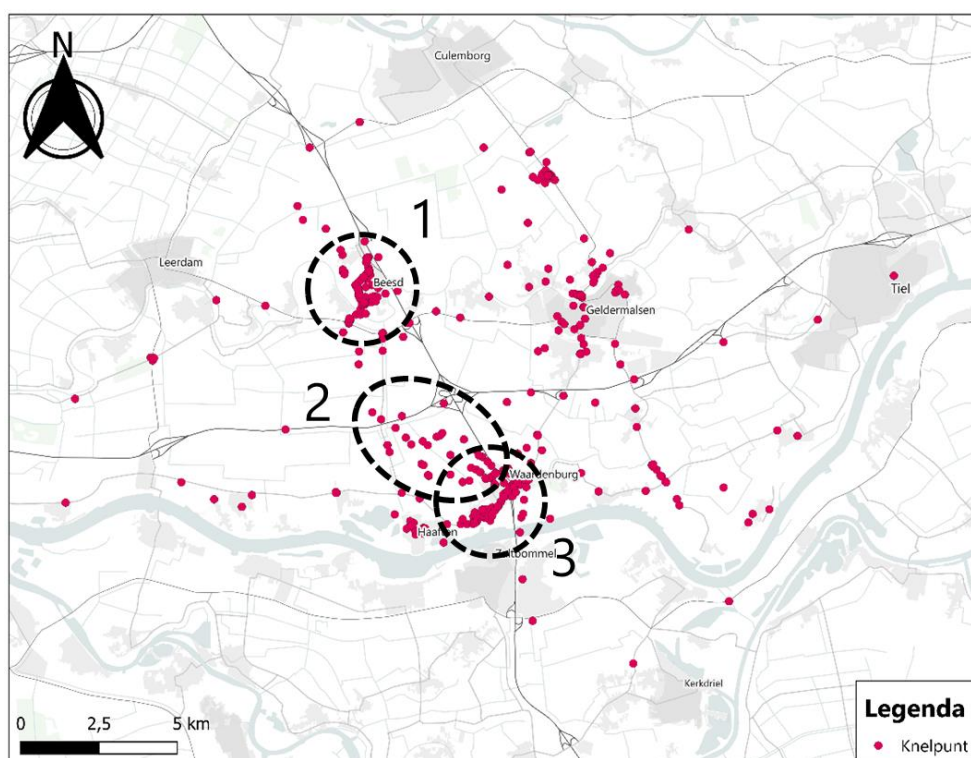 N
Culemborg
1
Leerdam
Beesd
Tiel
Geldermalsen
2
Waardenburg
Haaften
Zaltbommel
3
Kerkdriel
Legenda
Knelpunt
0 2,5 5 km